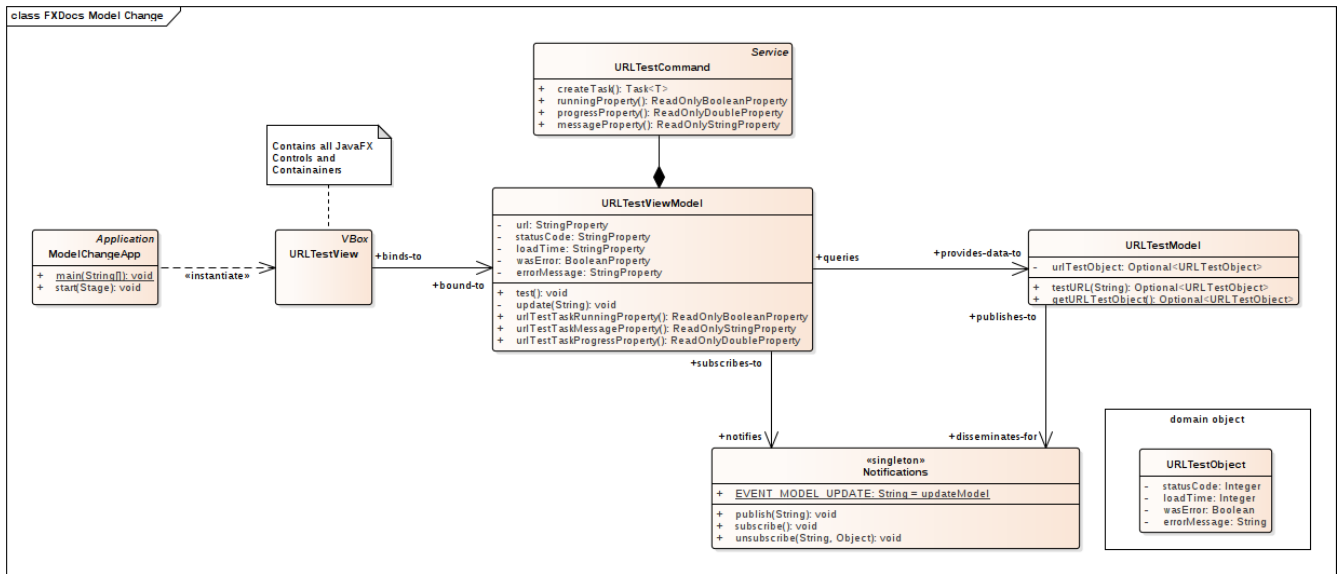 class FXDocs Model Change
Service
URLTestCommand
+ createTask(): Task<T>
+ runningProperty(): ReadOnlyBooleanProperty
+ progressProperty(): ReadOnlyDoubleProperty
+ messageProperty(): ReadOnlyStringProperty
Contains all JavaFX
Controls and
Containainers
Application
ModelChangeApp
+ main(String[]): void
+ start(Stage): void
«instantiate»
VBox
URLTestView
+binds-to
+bound-to
URLTestViewModel
- url: StringProperty
- statusCode: StringProperty
- loadTime: StringProperty
- wasError: BooleanProperty
- errorMessage: StringProperty
+ test(): void
- update(String): void
+ urlTestTaskRunningProperty(): ReadOnlyBooleanProperty
+ urlTestTaskMessageProperty(): ReadOnlyStringProperty
+ urlTestTaskProgressProperty(): ReadOnlyDoubleProperty
+queries
+provides-data-to
URLTestModel
- urlTestObject: Optional<URLTestObject>
+ testURL(String): Optional<URLTestObject>
+ getURLTestObject(): Optional<URLTestObject>
+publishes-to
+subscribes-to
+notifies
+disseminates-for
«singleton»
Notifications
+ EVENT_MODEL_UPDATE: String = updateModel
+ publish(String): void
+ subscribe(): void
+ unsubscribe(String, Object): void
domain object
URLTestObject
- statusCode: Integer
- loadTime: Integer
- wasError: Boolean
- errorMessage: String